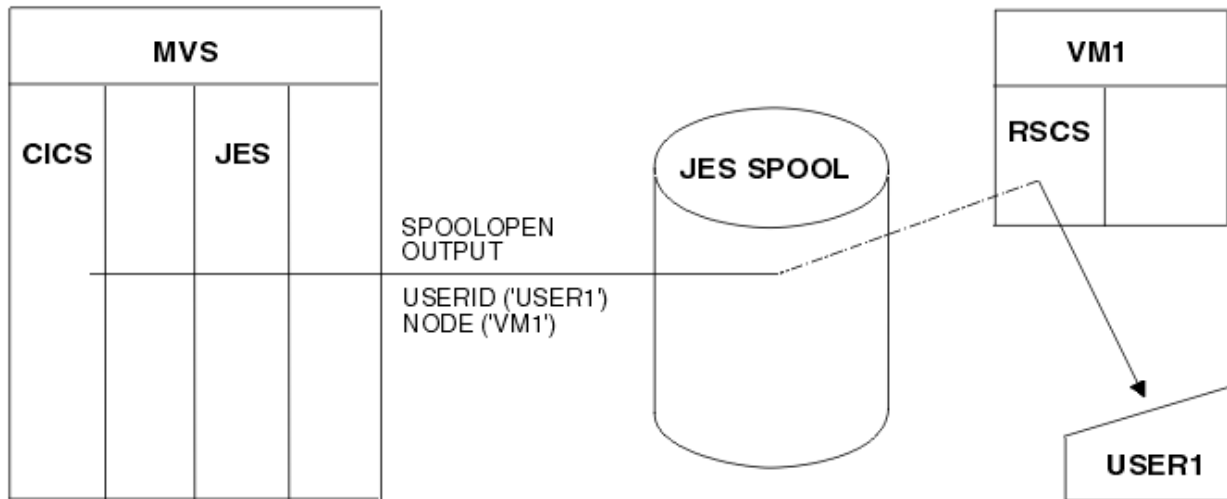 MVS
CICS
JES
SPOOLOPEN
OUTPUT
USERID ('USER1')
NODE ('VM1')
JES SPOOL
VM1
RSCS
USER1